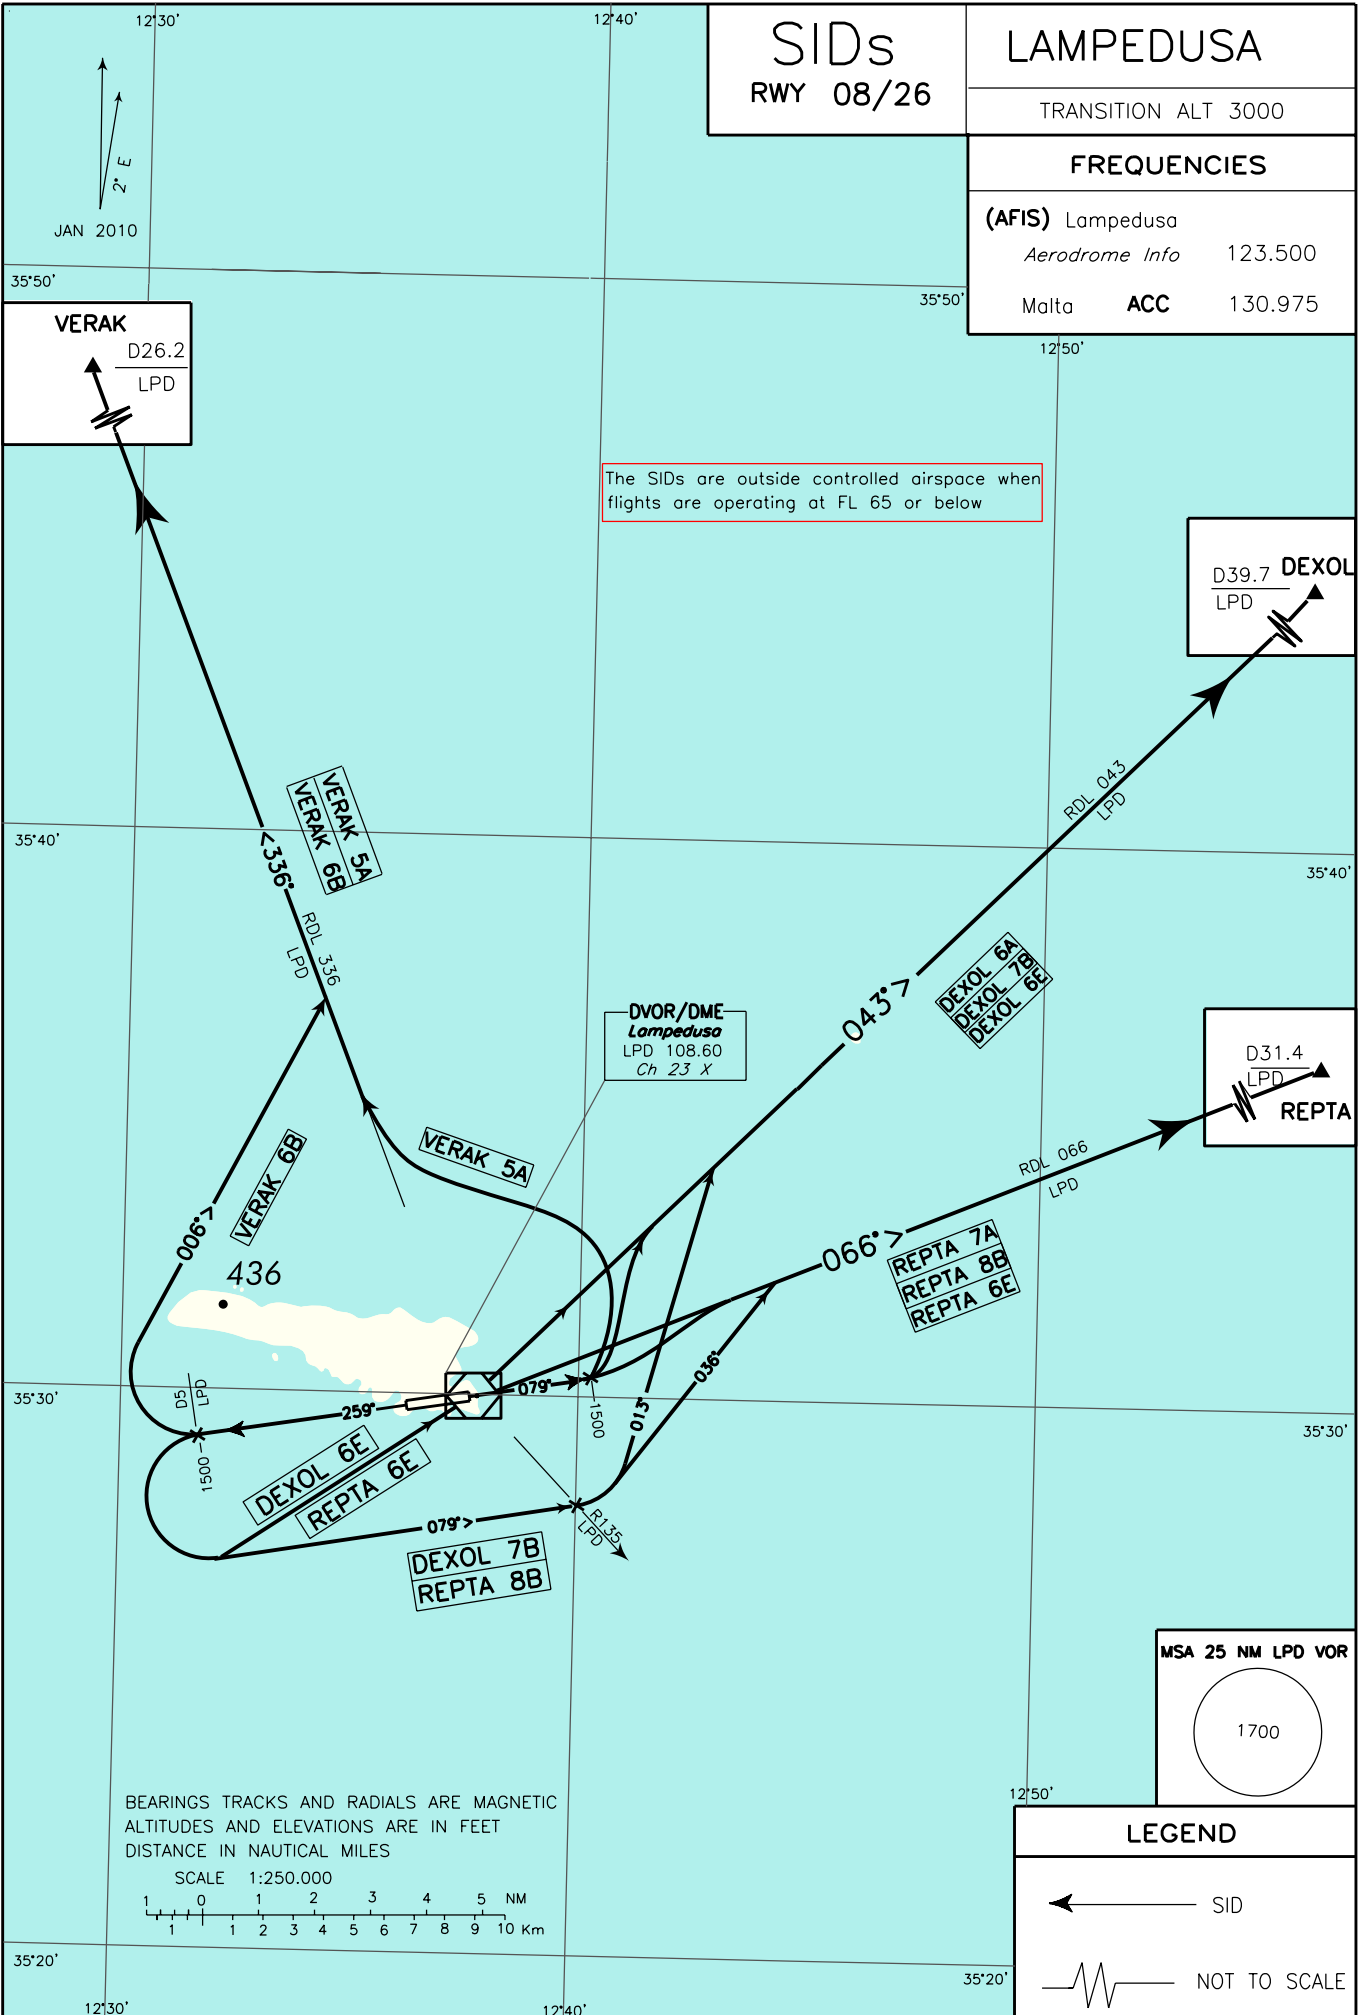 12°30'
12°40'
SIDs
RWY 08/26
LAMPEDUSA
TRANSITION ALT 3000
FREQUENCIES
(AFIS) Lampedusa
Aerodrome Info 123.500
Malta ACC 130.975
2° E
JAN 2010
35°50'
35°50'
12°50'
VERAK
D26.2
LPD
The SIDs are outside controlled airspace when
flights are operating at FL 65 or below
D39.7
LPD
DEXOL
RDL 043
LPD
VERAK 5A
VERAK 6B
35°40'
35°40'
<336°
RDL 336
LPD
043°>
DEXOL 6A
DEXOL 7B
DEXOL 6E
DVOR/DME
Lampedusa
LPD 108.60
Ch 23 X
D31.4
LPD
REPTA
RDL 066
LPD
VERAK 6B
VERAK 5A
006°>
066°>
REPTA 7A
REPTA 8B
REPTA 6E
436
35°30'
35°30'
D5
LPD
259°
079°
1500
013°
036°
1500
DEXOL 6E
REPTA 6E
079°>
R135
LPD
DEXOL 7B
REPTA 8B
MSA 25 NM LPD VOR
1700
BEARINGS TRACKS AND RADIALS ARE MAGNETIC
ALTITUDES AND ELEVATIONS ARE IN FEET
DISTANCE IN NAUTICAL MILES
SCALE 1:250.000
1 0 1 2 3 4 5 NM
1 1 2 3 4 5 6 7 8 9 10 Km
12°50'
LEGEND
SID
NOT TO SCALE
35°20'
35°20'
12°30'
12°40'